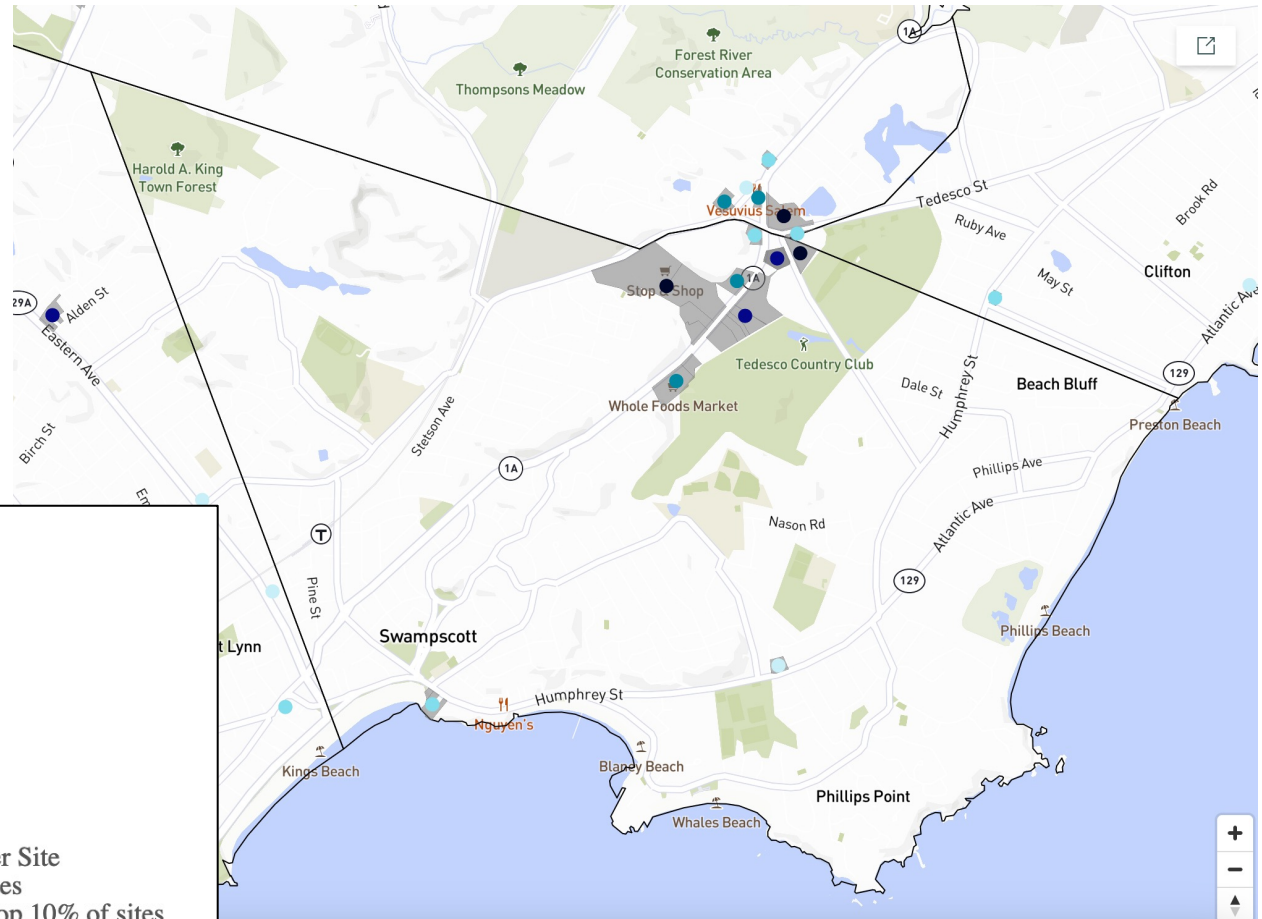 1A
Forest River
Conservation Area
Thompsons Meadow
Harold A. King
Town Forest
Tedesco St
Brook Rd
Vesuvius Salem
Ruby Ave
Clifton
May St
29A
Alden St
Stop & Shop
1A
Atlantic Ave
Eastern Ave
Tedesco Country Club
129
Dale St
Beach Bluff
Whole Foods Market
Humphrey St
Preston Beach
Stetson Ave
Birch St
1A
Phillips Ave
Em
Nason Rd
Atlantic Ave
T
129
Pine St
Phillips Beach
Swampscott
t Lynn
Humphrey St
Nguyen's
Kings Beach
Blaney Beach
Phillips Point
Whales Beach
r Site
es
op 10% of sites